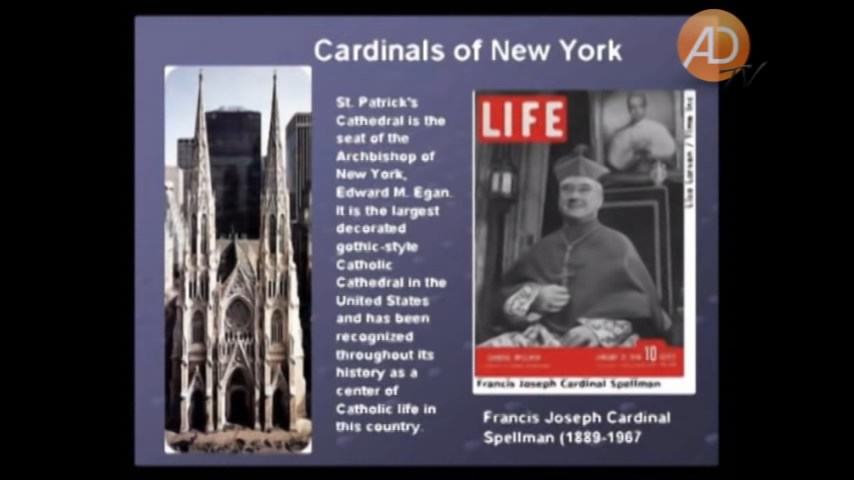 Cardinals of New York
AD
TV
St. Patrick's
Cathedral is the
seat of the
Archbishop of
New York,
Edward M. Egan.
It is the largest
decorated
gothic-style
Catholic
Cathedral in the
United States
and has been
recognized
throughout its
history as a
center of
Catholic life in
this country.
LIFE
Lisa Larsen / Time Inc
CARDINAL SPELLMAN
10
Francis Joseph Cardinal Spellman
Francis Joseph Cardinal
Spellman (1889-1967